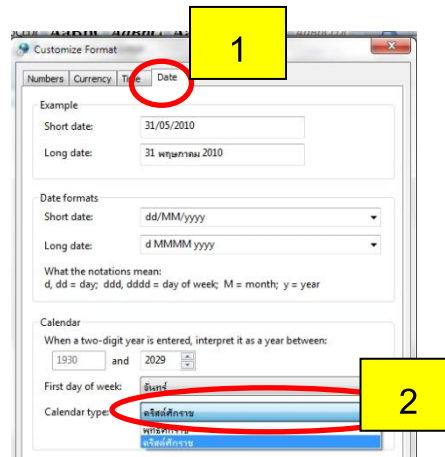 1
Customize Format
Numbers Currency Time Date
Example
Short date: 31/05/2010
Long date: 31 พฤษภาคม 2010
Date formats
Short date: dd/MM/yyyy
Long date: d MMMM yyyy
What the notations mean:
d, dd = day; ddd, dddd = day of week; M = month; y = year
Calendar
When a two-digit year is entered, interpret it as a year between:
1930 and 2029
First day of week: จันทร์
2
Calendar type: คริสต์ศักราช
พุทธศักราช
คริสต์ศักราช